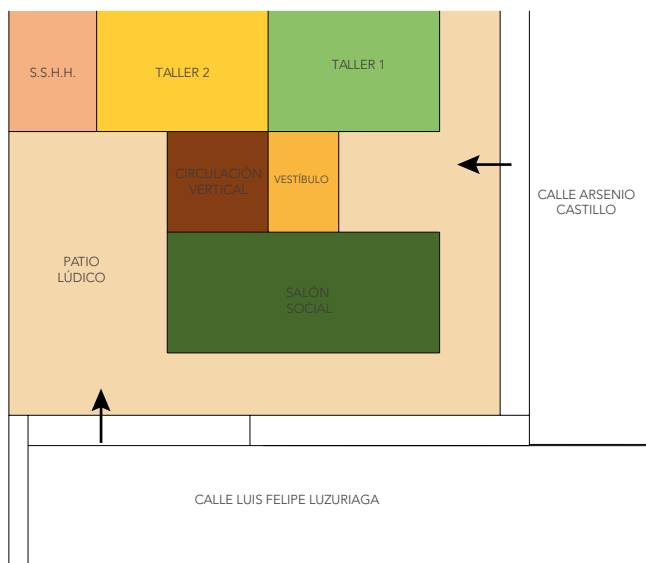 S.S.H.H.
TALLER 2
TALLER 1
CIRCULACIÓN
VERTICAL
VESTÍBULO
CALLE ARSENIO
CASTILLO
PATIO
LÚDICO
SALÓN
SOCIAL
CALLE LUIS FELIPE LUZURIAGA